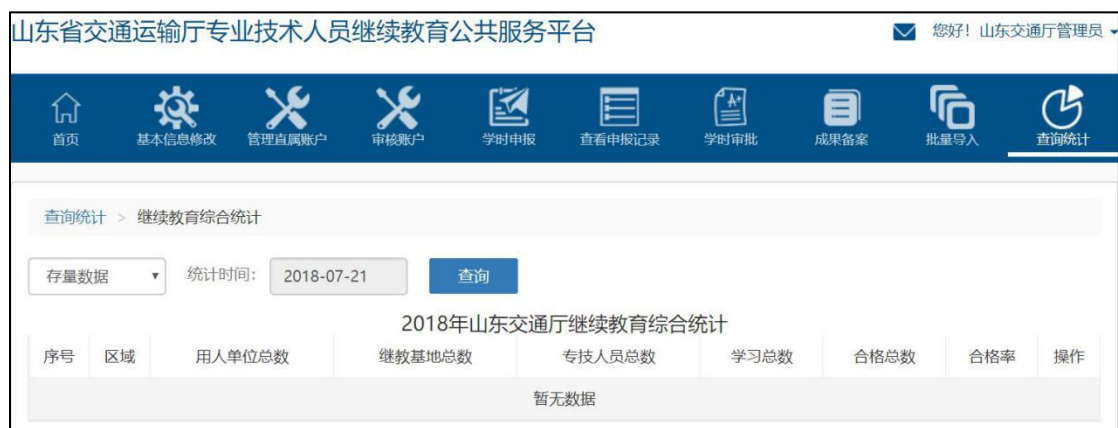 山东省交通运输厅专业技术人员继续教育公共服务平台
您好！山东交通厅管理员
首页 基本信息修改 管理直属账户 审核账户 学时申报 查看申报记录 学时审批 成果备案 批量导入 查询统计
查询统计 > 继续教育综合统计
存量数据 统计时间： 2018-07-21 查询
2018年山东交通厅继续教育综合统计
序号 区域 用人单位总数 继教基地总数 专技人员总数 学习总数 合格总数 合格率 操作
暂无数据